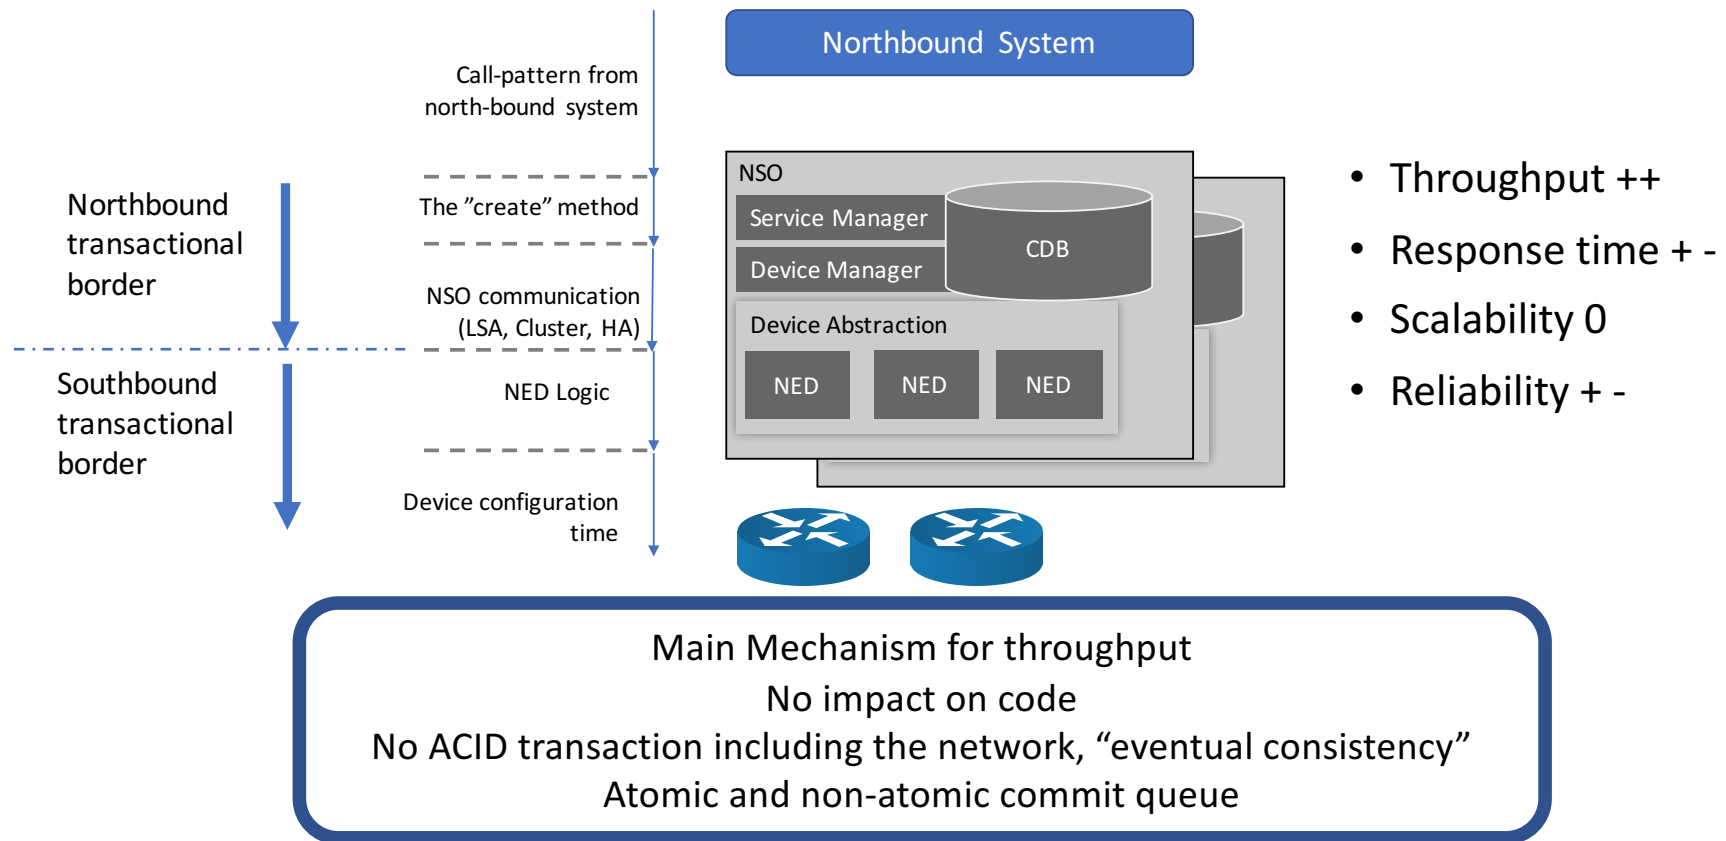 Northbound System
Call-pattern from
north-bound system
The ”create” method
NSO communication
(LSA, Cluster, HA)
NED Logic
Device configuration
time
Northbound
transactional
border
Southbound
transactional
border
NSO
Service Manager
Device Manager
CDB
Device Abstraction
NED
NED
NED
• Throughput ++
• Response time + -
• Scalability 0
• Reliability + -
Main Mechanism for throughput
No impact on code
No ACID transaction including the network, “eventual consistency”
Atomic and non-atomic commit queue